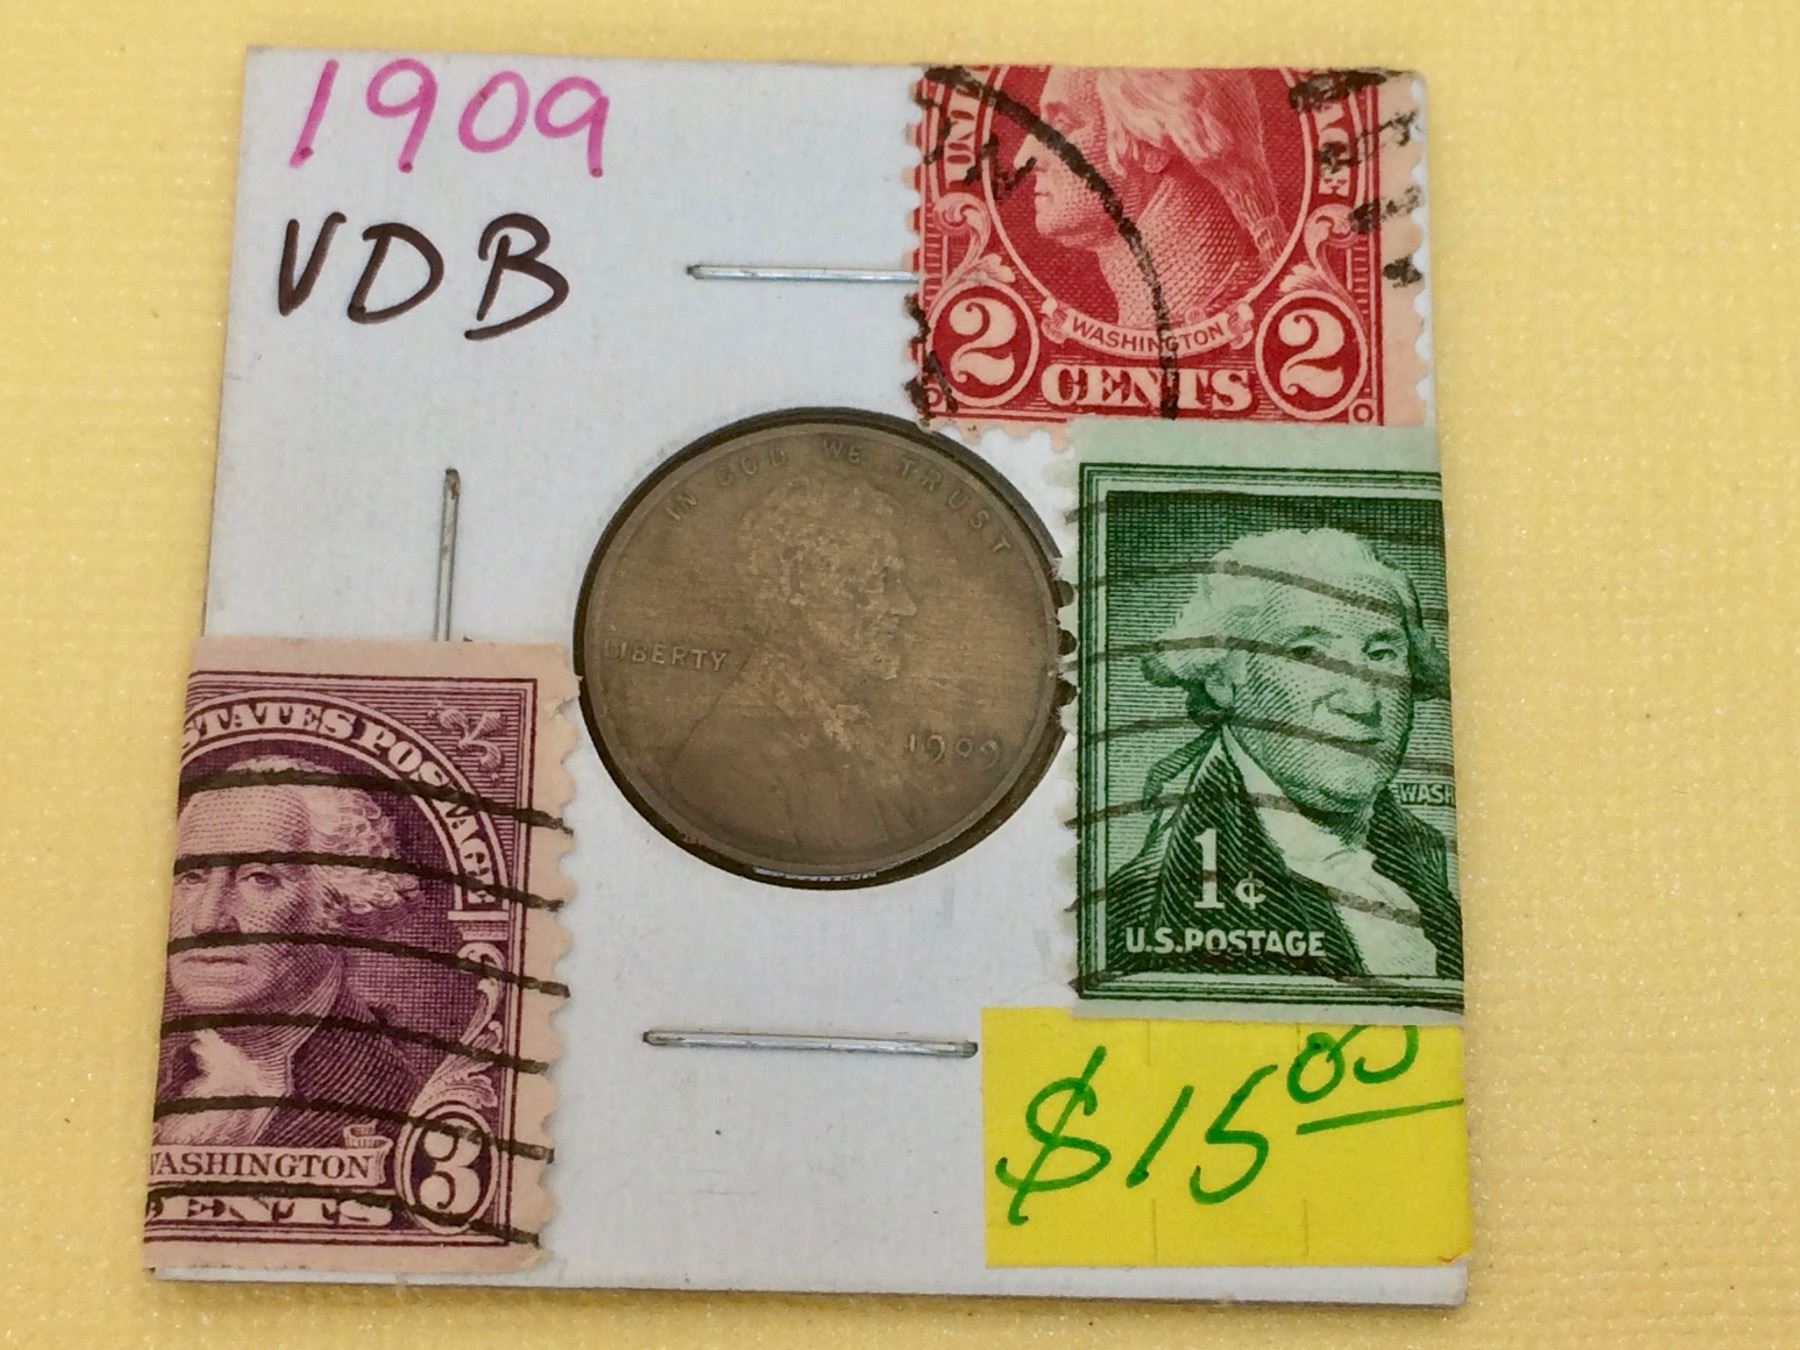 1909
VDB
2 WASHINGTON 2
CENTS
IN GOD WE TRUST
LIBERTY
1909
WASH
1¢
U.S.POSTAGE
STATES POSTAGE
WASHINGTON
3
CENTS
$15.00